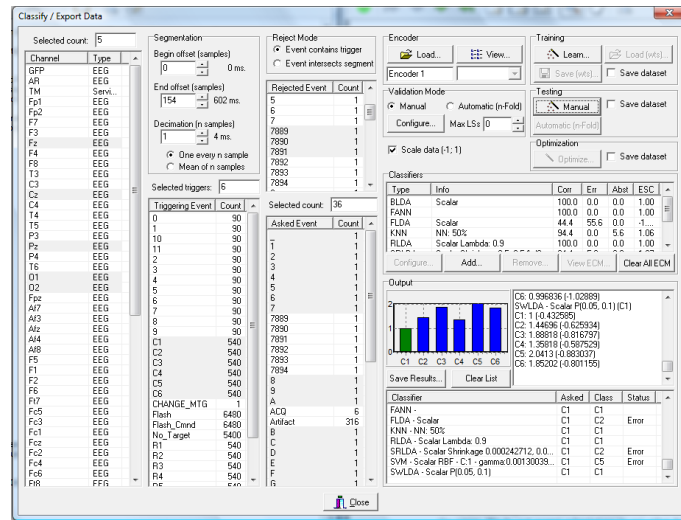 Classify / Export Data
Selected count: 5
Channel Type
GFP EEG
AR EEG
TM Servi...
Fp1 EEG
Fp2 EEG
F7 EEG
F3 EEG
Fz EEG
F4 EEG
F8 EEG
T3 EEG
C3 EEG
Cz EEG
C4 EEG
T4 EEG
T5 EEG
P3 EEG
Pz EEG
P4 EEG
T6 EEG
O1 EEG
O2 EEG
Fpz EEG
Af7 EEG
Af3 EEG
Afz EEG
Af4 EEG
Af8 EEG
F5 EEG
F1 EEG
F2 EEG
F6 EEG
Ft7 EEG
Fc5 EEG
Fc3 EEG
Fc1 EEG
Fcz EEG
Fc2 EEG
Fc4 EEG
Fc6 EEG
Ft8 EEG
Segmentation
Begin offset (samples)
0 0 ms.
End offset (samples)
154 602 ms.
Decimation (n samples)
1 4 ms.
One every n sample
Mean of n samples
Selected triggers: 6
Triggering Event Count
0 90
1 90
10 90
11 90
2 90
3 90
4 90
5 90
6 90
7 90
8 90
9 90
C1 540
C2 540
C3 540
C4 540
C5 540
C6 540
CHANGE_MTG 1
Flash 6480
Flash_Cmnd 6480
No_Target 5400
R1 540
R2 540
R3 540
R4 540
R5 540
Reject Mode
Event contains trigger
Event intersects segment
Rejected Event Count
5 1
6 1
7 1
7889 1
7890 1
7891 1
7892 1
7893 1
7894 1
Selected count: 36
Asked Event Count
_ 1
1 1
2 1
3 1
4 1
5 1
6 1
7 1
7889 1
7890 1
7891 1
7892 1
7893 1
7894 1
8 1
9 1
A 1
ACQ 6
Artifact 316
B 1
C 1
D 1
E 1
F 1
G 1
Encoder
Load... View...
Encoder 1
Validation Mode
Manual Automatic (n-Fold)
Configure... Max LSs 0
Scale data (-1; 1)
Training
Learn... Load (wts)...
Save (wts)... Save dataset
Testing
Manual Save dataset
Automatic (n-Fold)
Optimization
Optimize... Save dataset
Classifiers
Type Info Corr Err Abst ESC
BLDA Scalar 100.0 0.0 0.0 1.00
FANN 100.0 0.0 0.0 1.00
FLDA Scalar 44.4 55.6 0.0 -1...
KNN NN: 50% 94.4 0.0 5.6 1.06
RLDA Scalar Lambda: 0.9 100.0 0.0 0.0 1.00
Configure... Add... Remove... View ECM... Clear All ECM
Output
2
1
0
C1 C2 C3 C4 C5 C6
C6: 0.996836 (-1.02889)
SWLDA - Scalar P(0.05, 0.1) (C1)
C1: 1 (-0.432585)
C2: 1.44696 (-0.625934)
C3: 1.88818 (-0.816797)
C4: 1.35818 (-0.587529)
C5: 2.0413 (-0.883037)
C6: 1.85202 (-0.801155)
Save Results... Clear List
Classifier Asked Class Status
FANN - C1 C1
FLDA - Scalar C1 C2 Error
KNN - NN: 50% C1 C1
RLDA - Scalar Lambda: 0.9 C1 C1
SRLDA - Scalar Shrinkage 0.000242712, 0.0... C1 C2 Error
SVM - Scalar RBF - C:1 - gamma:0.00130039... C1 C5 Error
SWLDA - Scalar P(0.05, 0.1) C1 C1
Close